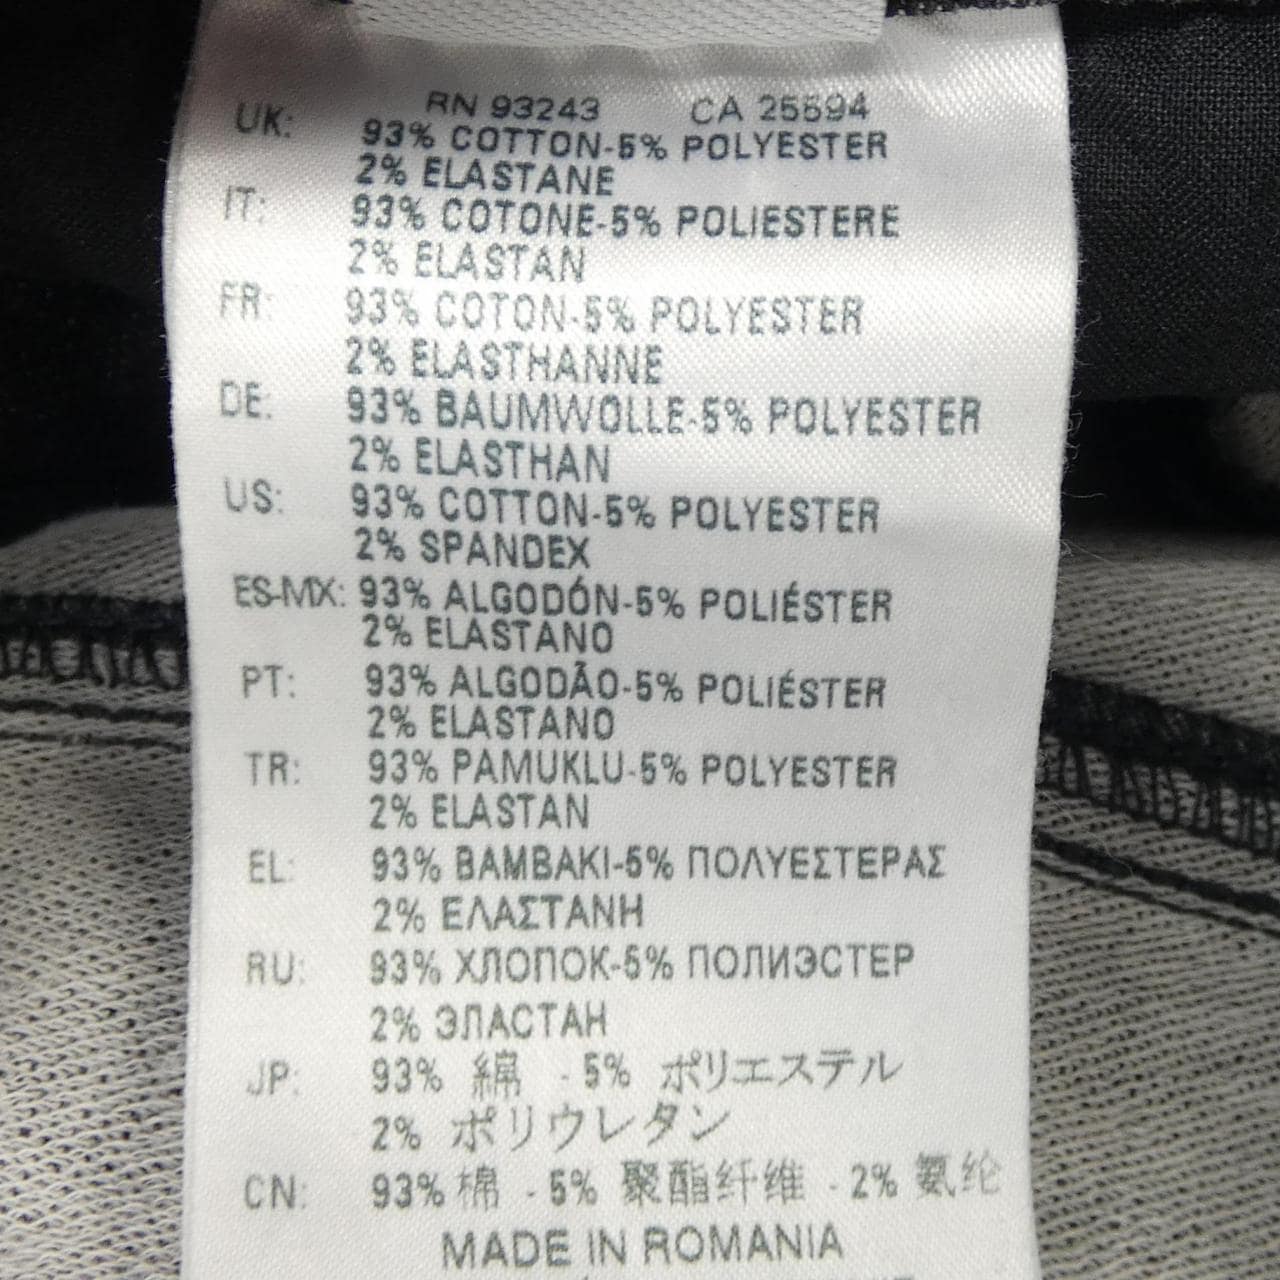 RN 93243 CA 25594
UK: 93% COTTON-5% POLYESTER
2% ELASTANE
IT: 93% COTONE-5% POLIESTERE
2% ELASTAN
FR: 93% COTON-5% POLYESTER
2% ELASTHANNE
DE: 93% BAUMWOLLE-5% POLYESTER
2% ELASTHAN
US: 93% COTTON-5% POLYESTER
2% SPANDEX
ES-MX: 93% ALGODÓN-5% POLIÉSTER
2% ELASTANO
PT: 93% ALGODÃO-5% POLIÉSTER
2% ELASTANO
TR: 93% PAMUKLU-5% POLYESTER
2% ELASTAN
EL: 93% ΒΑΜΒΑΚΙ-5% ΠΟΛΥΕΣΤΕΡΑΣ
2% ΕΛΑΣΤΑΝΗ
RU: 93% ХЛОПОК-5% ПОЛИЭСТЕР
2% ЭЛАСТАН
JP: 93% 綿 - 5% ポリエステル
2% ポリウレタン
CN: 93% 棉 - 5% 聚酯纤维 - 2% 氨纶
MADE IN ROMANIA